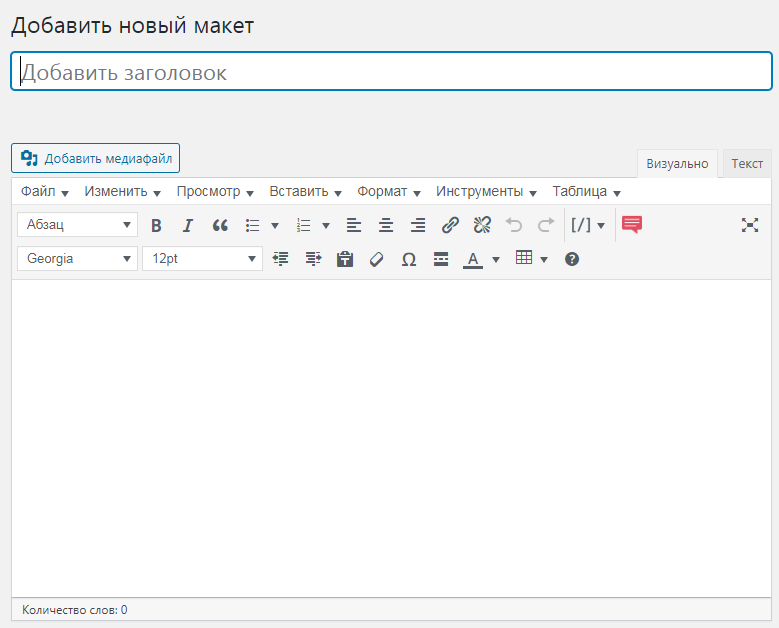 Добавить новый макет
Добавить заголовок
Добавить медиафайл
Визуально Текст
Файл Изменить Просмотр Вставить Формат Инструменты Таблица
Абзац B I [/]
Georgia 12pt Ω A ?
Количество слов: 0